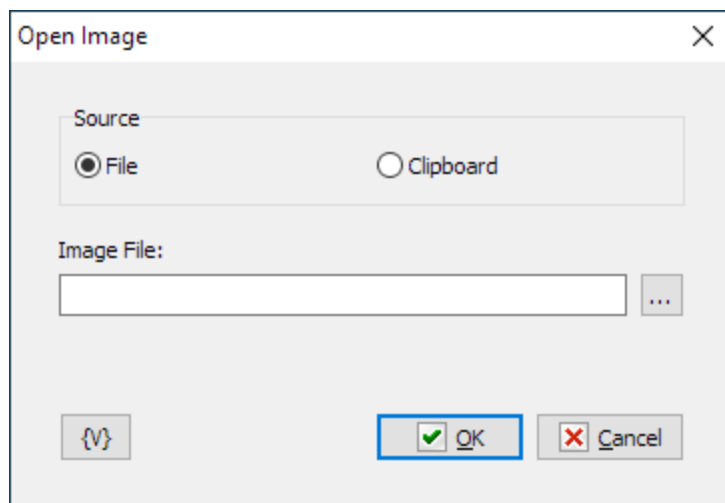 Open Image
Source
File Clipboard
Image File:
...
{V} OK Cancel